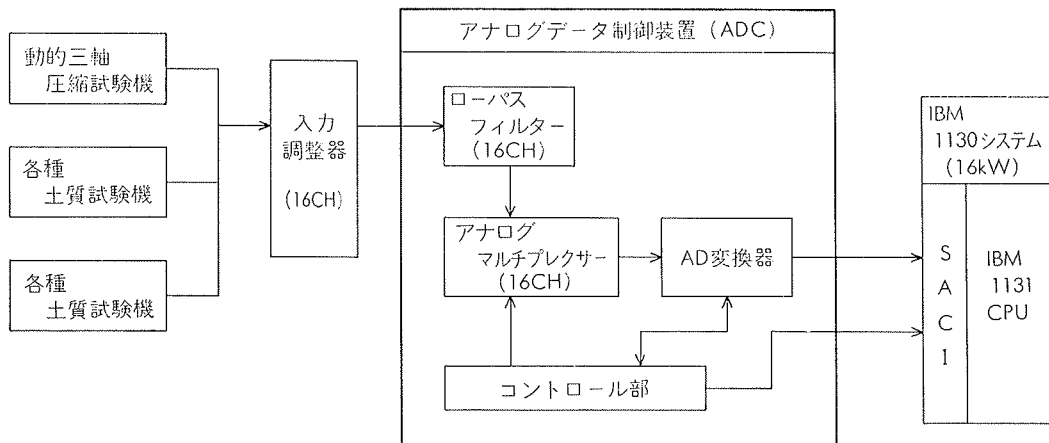 アナログデータ制御装置(ADC)
動的三軸
圧縮試験機
各種
土質試験機
各種
土質試験機
入力
調整器
(16CH)
ローパス
フィルター
(16CH)
アナログ
マルチプレクサー
(16CH)
AD変換器
コントロール部
IBM
1130システム
(16kW)
S
A
C
I
IBM
1131
CPU